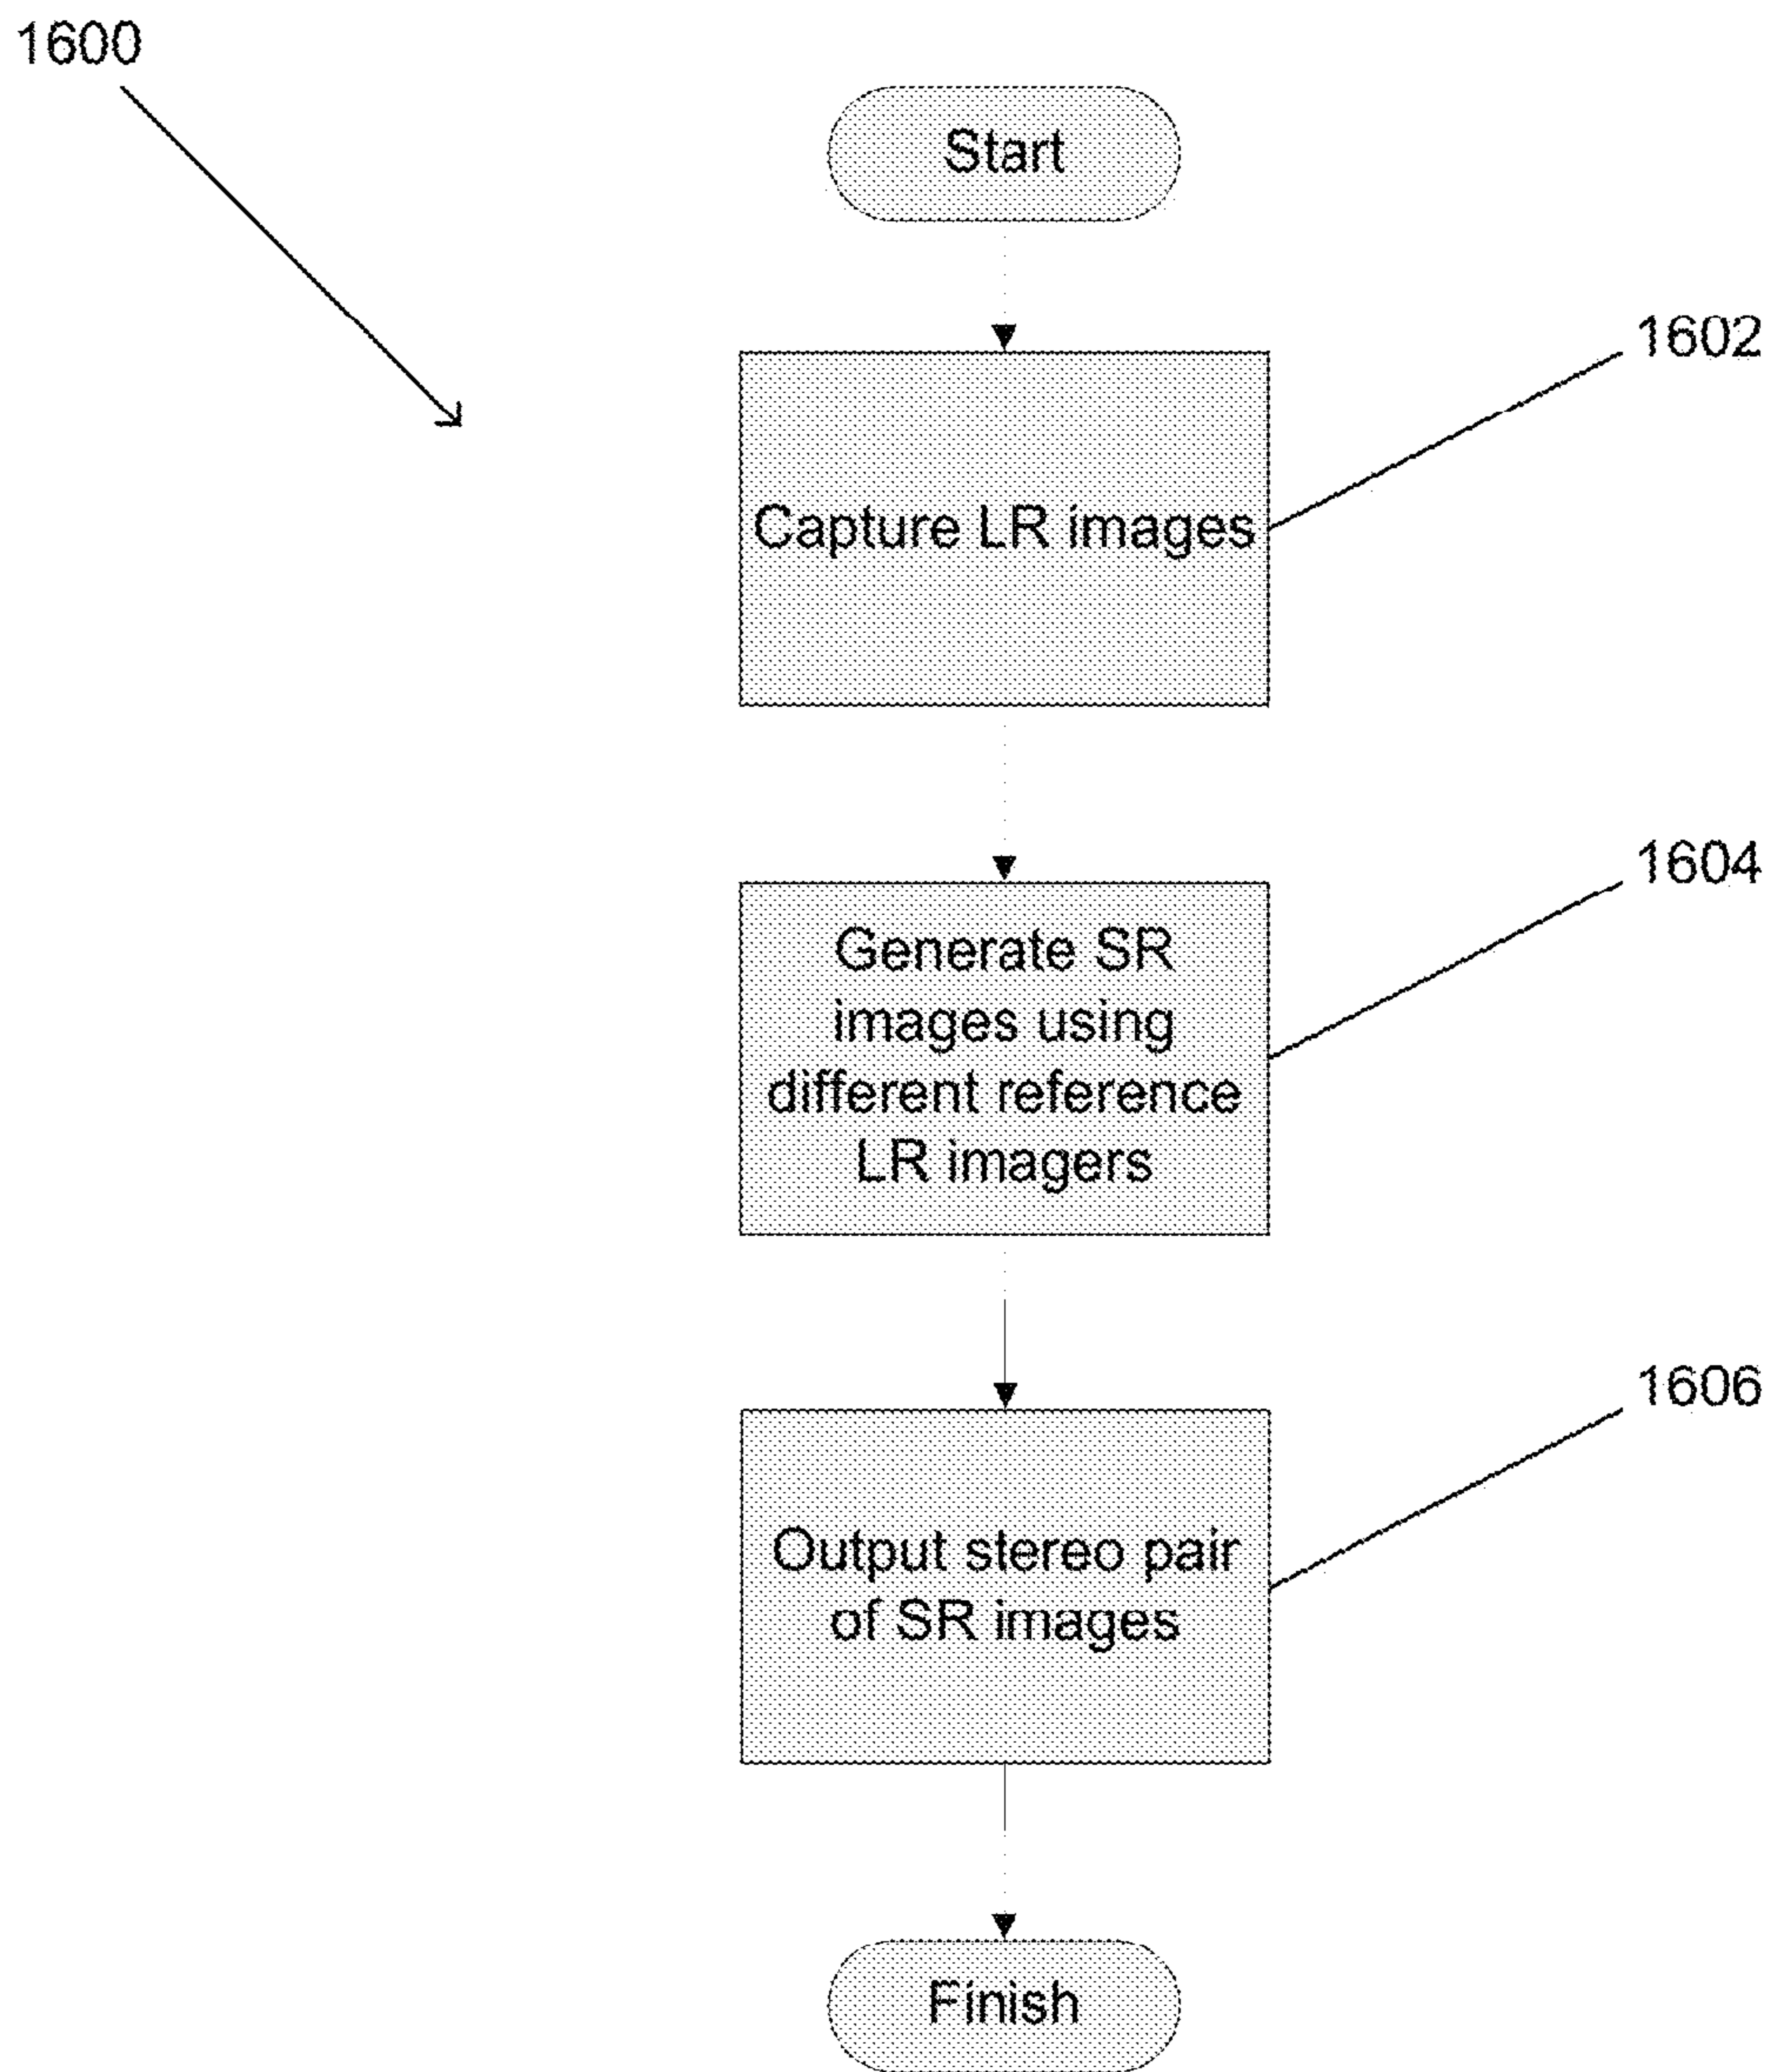 1600
Start
1602
Capture LR images
1604
Generate SR
images using
different reference
LR imagers
1606
Output stereo pair
of SR images
Finish